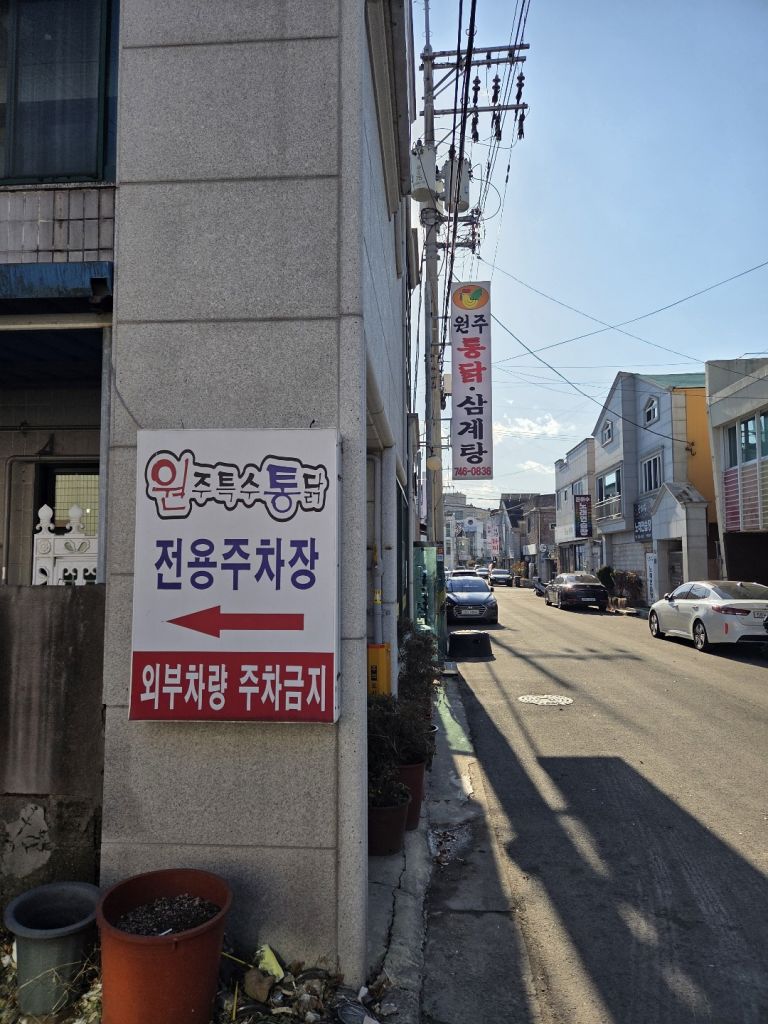 원주특수통닭
전용주차장
외부차량 주차금지
원주
통닭·삼계탕
746-0836